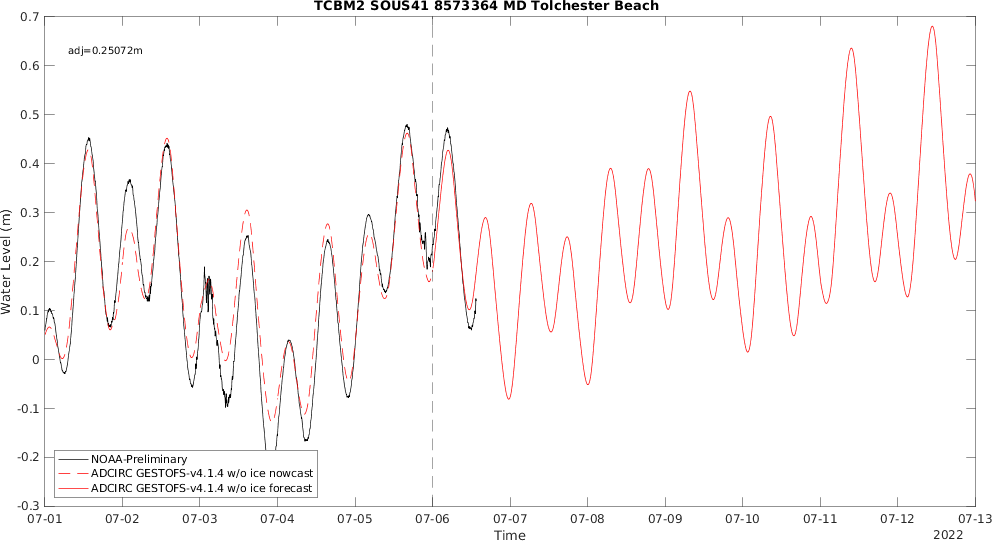 TCBM2 SOUS41 8573364 MD Tolchester Beach
adj=0.25072m
Water Level (m)
0.7
0.6
0.5
0.4
0.3
0.2
0.1
0
-0.1
-0.2
-0.3
NOAA-Preliminary
ADCIRC GESTOFS-v4.1.4 w/o ice nowcast
ADCIRC GESTOFS-v4.1.4 w/o ice forecast
07-01 07-02 07-03 07-04 07-05 07-06 07-07 07-08 07-09 07-10 07-11 07-12 07-13
Time
2022